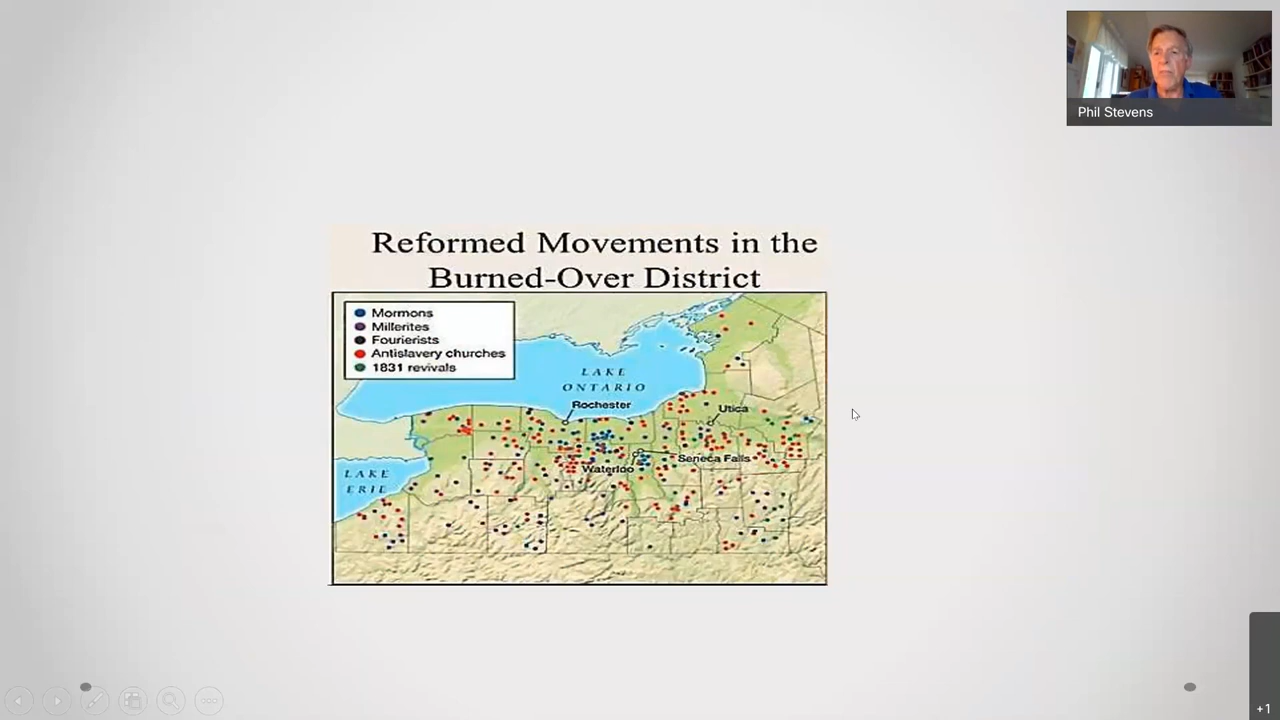 Phil Stevens
Reformed Movements in the
Burned-Over District
Mormons
Millerites
Fourierists
Antislavery churches
1831 revivals
LAKE
ONTARIO
Rochester
Utica
Seneca Falls
Waterloo
LAKE
ERIE
+1